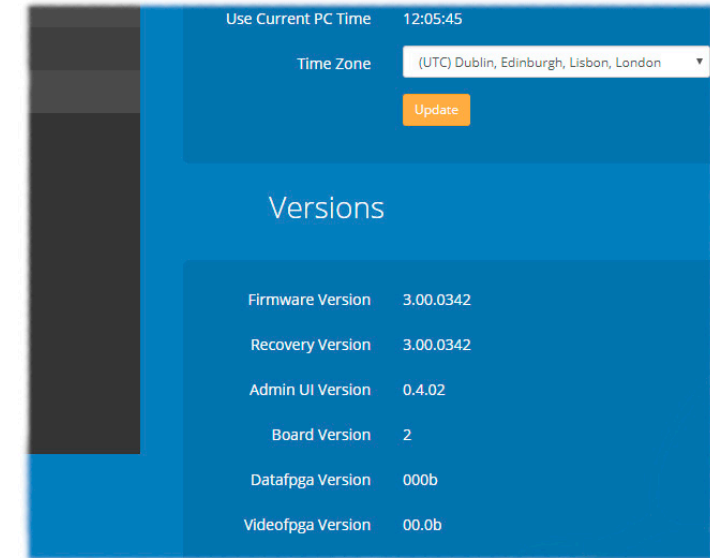 Use Current PC Time 12:05:45
Time Zone (UTC) Dublin, Edinburgh, Lisbon, London
Update
Versions
Firmware Version 3.00.0342
Recovery Version 3.00.0342
Admin UI Version 0.4.02
Board Version 2
Datafpga Version 000b
Videofpga Version 00.0b